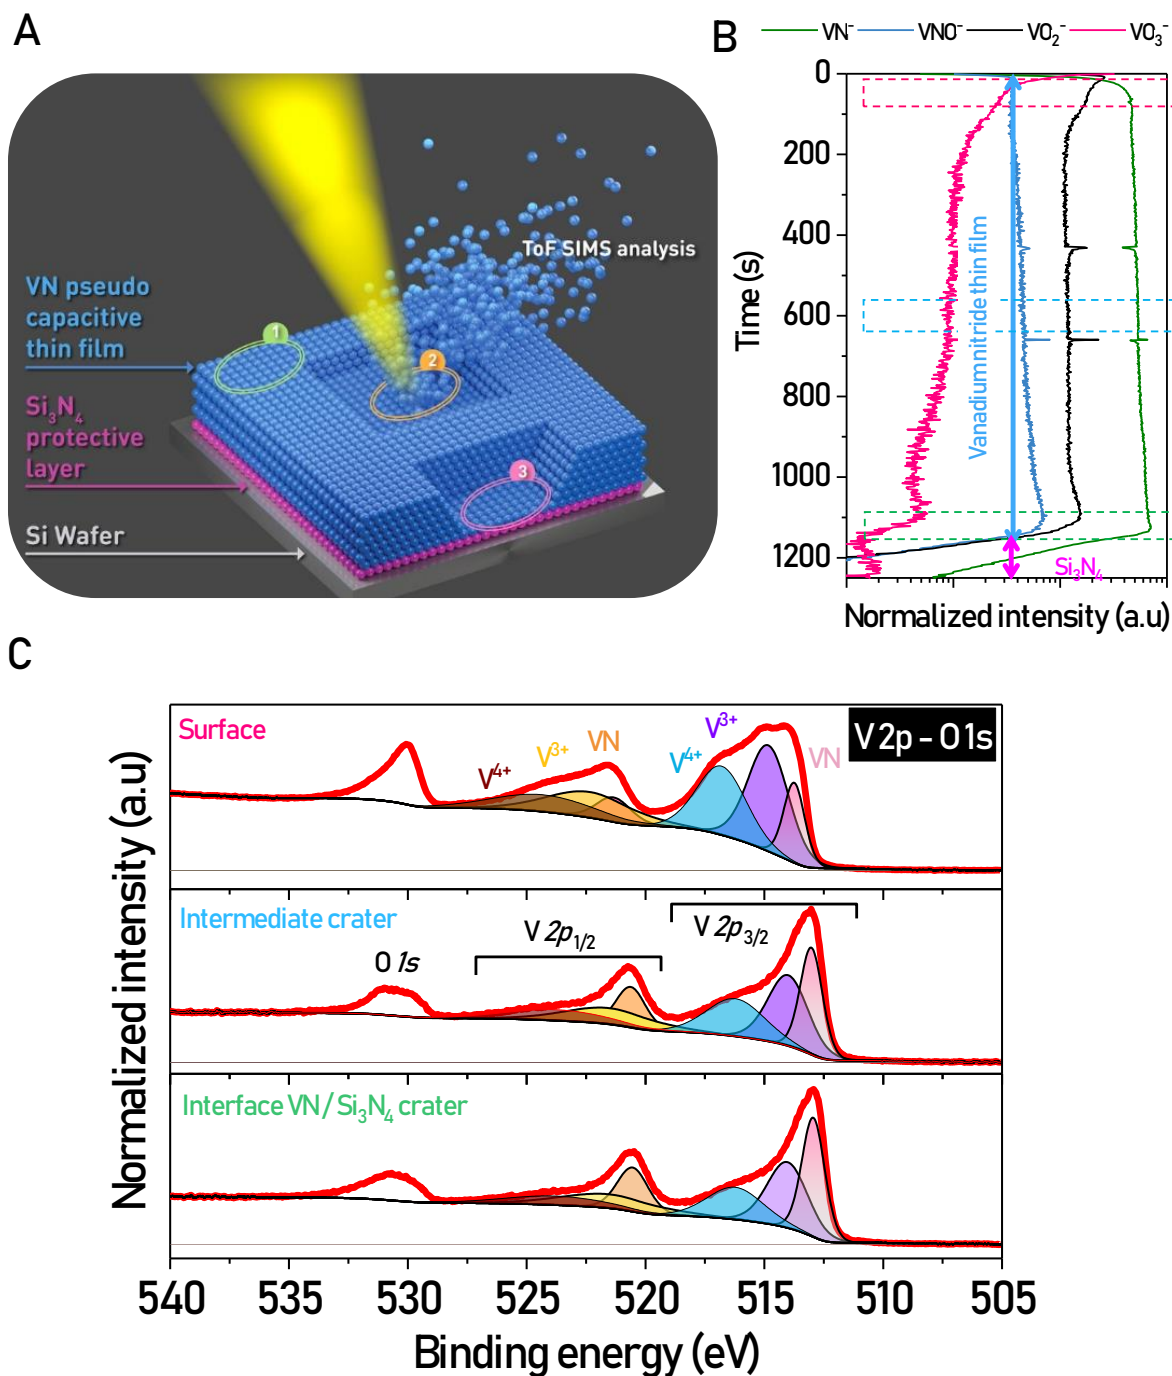 A
ToF SIMS analysis
VN pseudo
capacitive
thin film
Si₃N₄
protective
layer
Si Wafer
1
2
3
B
VN⁻ VNO⁻ VO₂⁻ VO₃⁻
0
200
400
600
800
1000
1200
Time (s)
Vanadium nitride thin film
Si₃N₄
Normalized intensity (a.u)
C
Surface
V 2p - O 1s
V⁴⁺ V³⁺ VN V⁴⁺ V³⁺ VN
Intermediate crater
O 1s
V 2p₁/₂
V 2p₃/₂
Interface VN / Si₃N₄ crater
Normalized intensity (a.u)
540 535 530 525 520 515 510 505
Binding energy (eV)